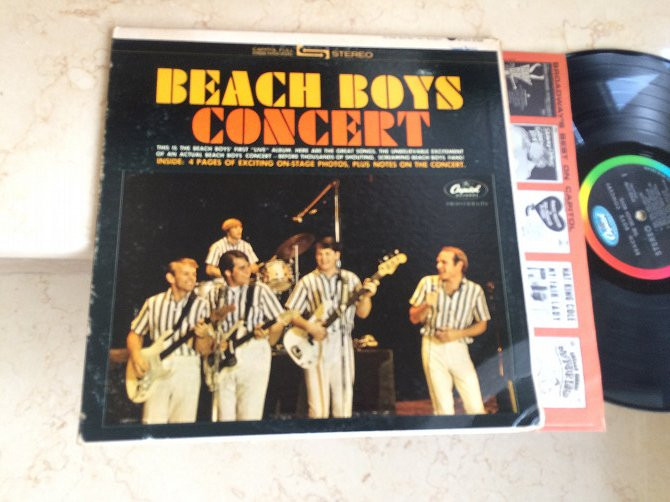 STEREO
BEACH BOYS
CONCERT
THIS IS THE BEACH BOYS' FIRST "LIVE" ALBUM. HERE ARE THE GREAT SONGS, THE UNBELIEVABLE EXCITEMENT
OF AN ACTUAL BEACH BOYS CONCERT – BEFORE THOUSANDS OF SHOUTING, SCREAMING BEACH BOYS FANS!
INSIDE: 4 PAGES OF EXCITING ON-STAGE PHOTOS, PLUS NOTES ON THE CONCERT.
Capitol
RECORDS
BROADWAY'S BEST ON CAPITOL
NAT KING COLE
MY FAIR LADY
Capitol
STEREO